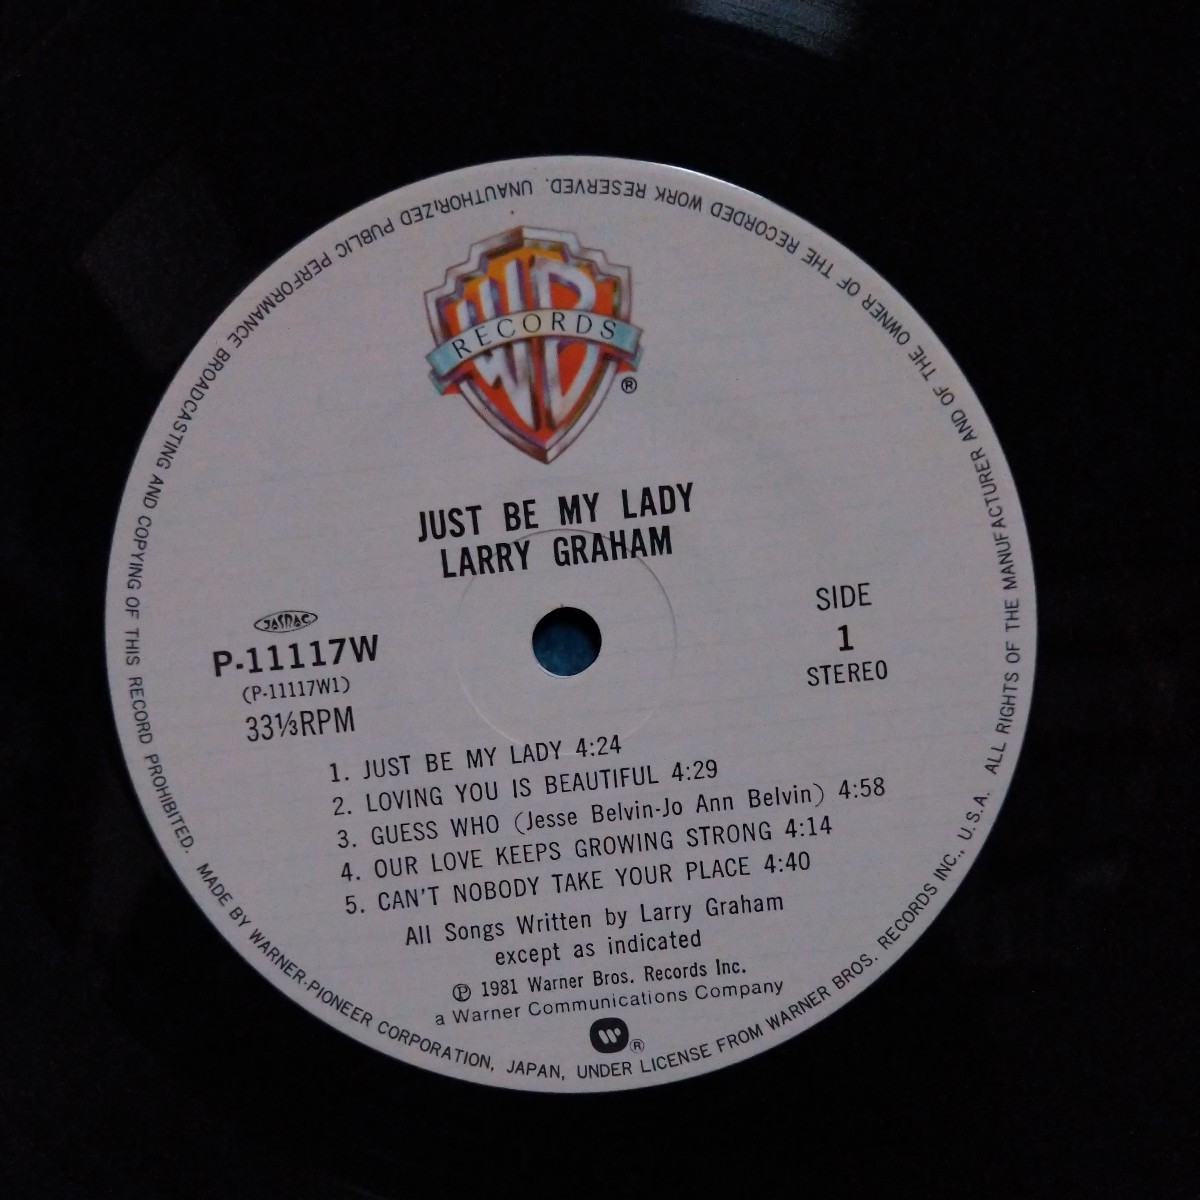 WB
RECORDS
®
JUST BE MY LADY
LARRY GRAHAM
JASRAC
P-11117W
(P-11117W1)
33⅓RPM
SIDE
1
STEREO
1. JUST BE MY LADY 4:24
2. LOVING YOU IS BEAUTIFUL 4:29
3. GUESS WHO (Jesse Belvin-Jo Ann Belvin) 4:58
4. OUR LOVE KEEPS GROWING STRONG 4:14
5. CAN'T NOBODY TAKE YOUR PLACE 4:40
All Songs Written by Larry Graham
except as indicated
℗ 1981 Warner Bros. Records Inc.
a Warner Communications Company
®
MADE BY WARNER-PIONEER CORPORATION, JAPAN, UNDER LICENSE FROM WARNER BROS. RECORDS INC., U.S.A. ALL RIGHTS OF THE MANUFACTURER AND OF THE OWNER OF THE RECORDED WORK RESERVED. UNAUTHORIZED PUBLIC PERFORMANCE BROADCASTING AND COPYING OF THIS RECORD PROHIBITED.